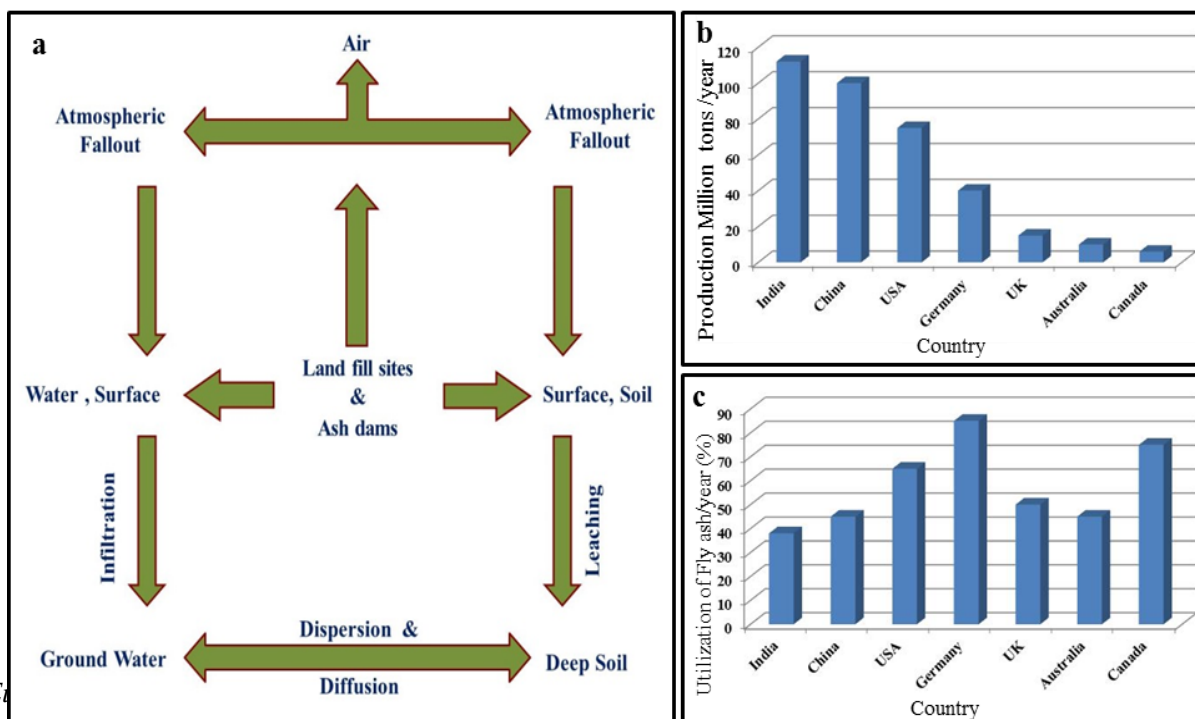 a
Air
Atmospheric
Fallout
Atmospheric
Fallout
Land fill sites
&
Ash dams
Water , Surface
Surface, Soil
Infiltration
Leaching
Dispersion &
Diffusion
Ground Water
Deep Soil
b
Production Million tons /year
120
100
80
60
40
20
0
India
China
USA
Germany
UK
Australia
Canada
Country
c
Utilization of Fly ash/year (%)
90
80
70
60
50
40
30
20
10
0
India
China
USA
Germany
UK
Australia
Canada
Country